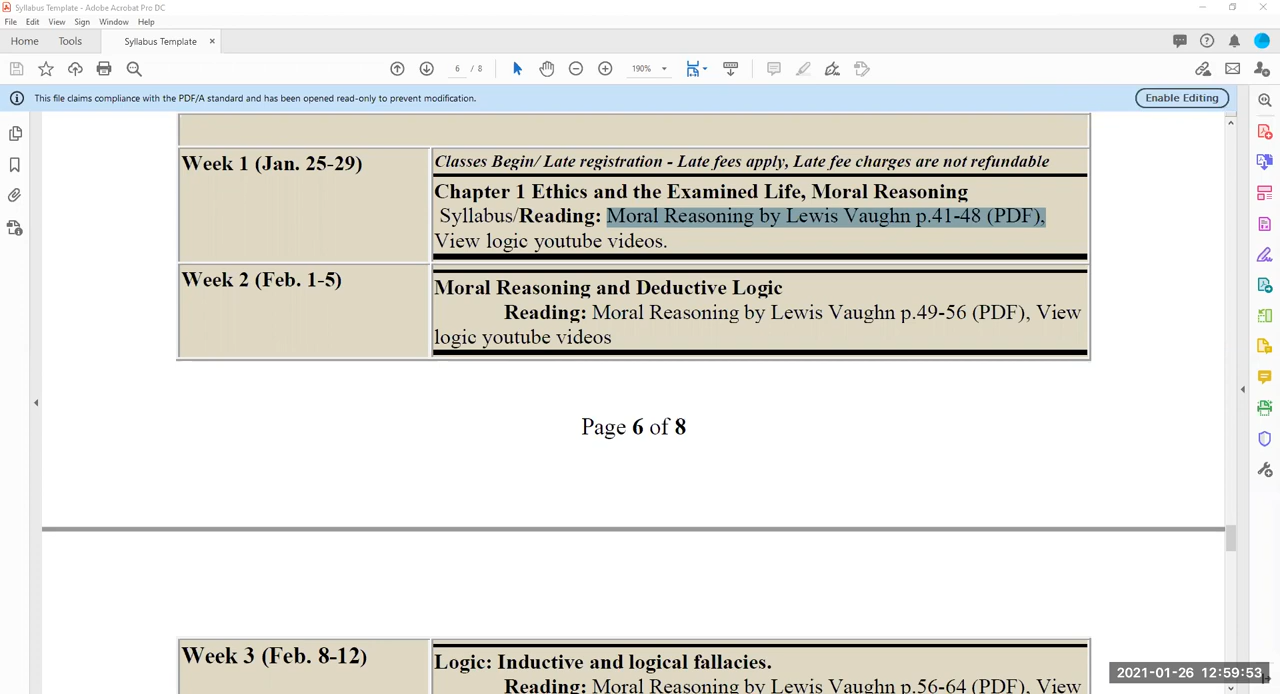 Syllabus Template - Adobe Acrobat Pro DC
File Edit View Sign Window Help
Home Tools Syllabus Template ×
6 / 8 190%
This file claims compliance with the PDF/A standard and has been opened read-only to prevent modification. Enable Editing
Week 1 (Jan. 25-29)
Classes Begin/ Late registration - Late fees apply, Late fee charges are not refundable
Chapter 1 Ethics and the Examined Life, Moral Reasoning
Syllabus/Reading: Moral Reasoning by Lewis Vaughn p.41-48 (PDF),
View logic youtube videos.
Week 2 (Feb. 1-5)
Moral Reasoning and Deductive Logic
Reading: Moral Reasoning by Lewis Vaughn p.49-56 (PDF), View
logic youtube videos
Page 6 of 8
Week 3 (Feb. 8-12)
Logic: Inductive and logical fallacies.
Reading: Moral Reasoning by Lewis Vaughn p.56-64 (PDF), View
2021-01-26 12:59:53